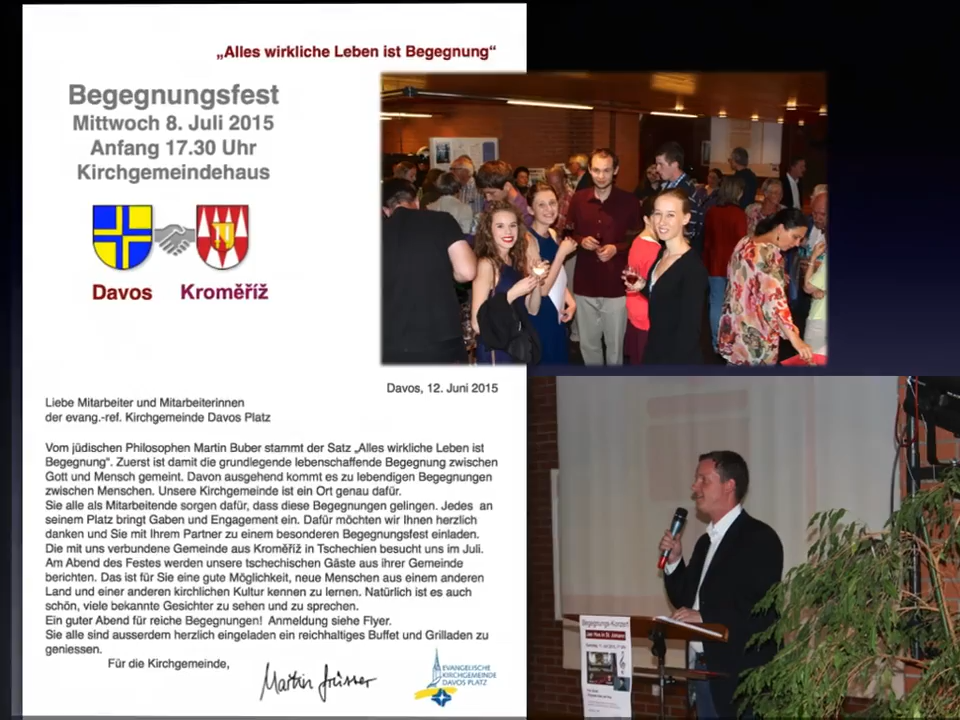 „Alles wirkliche Leben ist Begegnung“
Begegnungsfest
Mittwoch 8. Juli 2015
Anfang 17.30 Uhr
Kirchgemeindehaus
Davos Kroměříž
Davos, 12. Juni 2015
Liebe Mitarbeiter und Mitarbeiterinnen
der evang.-ref. Kirchgemeinde Davos Platz
Vom jüdischen Philosophen Martin Buber stammt der Satz „Alles wirkliche Leben ist
Begegnung“. Zuerst ist damit die grundlegende lebenschaffende Begegnung zwischen
Gott und Mensch gemeint. Davon ausgehend kommt es zu lebendigen Begegnungen
zwischen Menschen. Unsere Kirchgemeinde ist ein Ort genau dafür.
Sie alle als Mitarbeitende sorgen dafür, dass diese Begegnungen gelingen. Jedes an
seinem Platz bringt Gaben und Engagement ein. Dafür möchten wir Ihnen herzlich
danken und Sie mit Ihrem Partner zu einem besonderen Begegnungsfest einladen.
Die mit uns verbundene Gemeinde aus Kroměříž in Tschechien besucht uns im Juli.
Am Abend des Festes werden unsere tschechischen Gäste aus ihrer Gemeinde
berichten. Das ist für Sie eine gute Möglichkeit, neue Menschen aus einem anderen
Land und einer anderen kirchlichen Kultur kennen zu lernen. Natürlich ist es auch
schön, viele bekannte Gesichter zu sehen und zu sprechen.
Ein guter Abend für reiche Begegnungen! Anmeldung siehe Flyer.
Sie alle sind ausserdem herzlich eingeladen ein reichhaltiges Buffet und Grilladen zu
geniessen.
Für die Kirchgemeinde,
Martin
EVANGELISCHE
KIRCHGEMEINDE
DAVOS PLATZ
Begegnungs-Konzert
Jan Hus in St. Johann